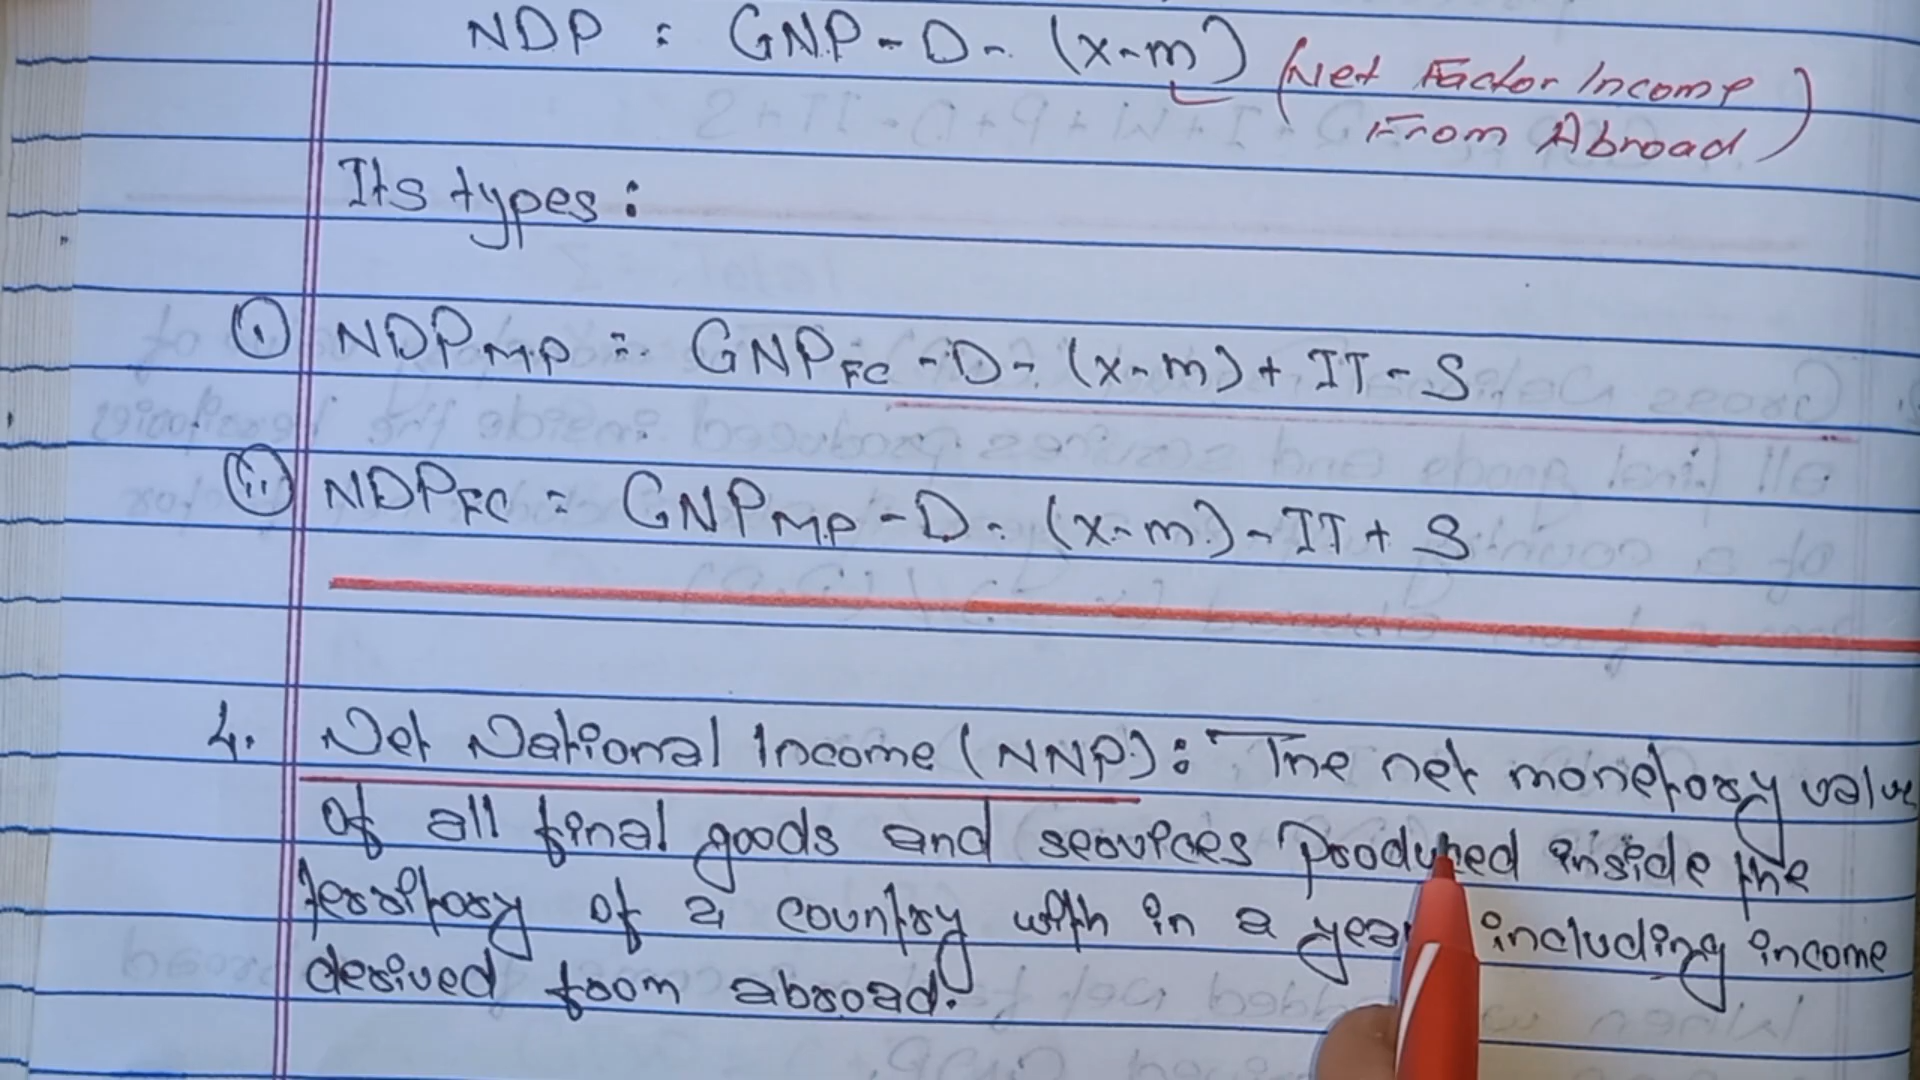 NDP : GNP - D - (x-m) (Net Factor Income
From Abroad)
Its types:
(i) NDPMP = GNPFC - D - (x-m) + IT - S
(ii) NDPFC = GNPMP - D - (x-m) - IT + S
4. Net National Income (NNP): The net monetory value
of all final goods and services Produced inside the
territory of a country with in a year including income
derived from abroad.